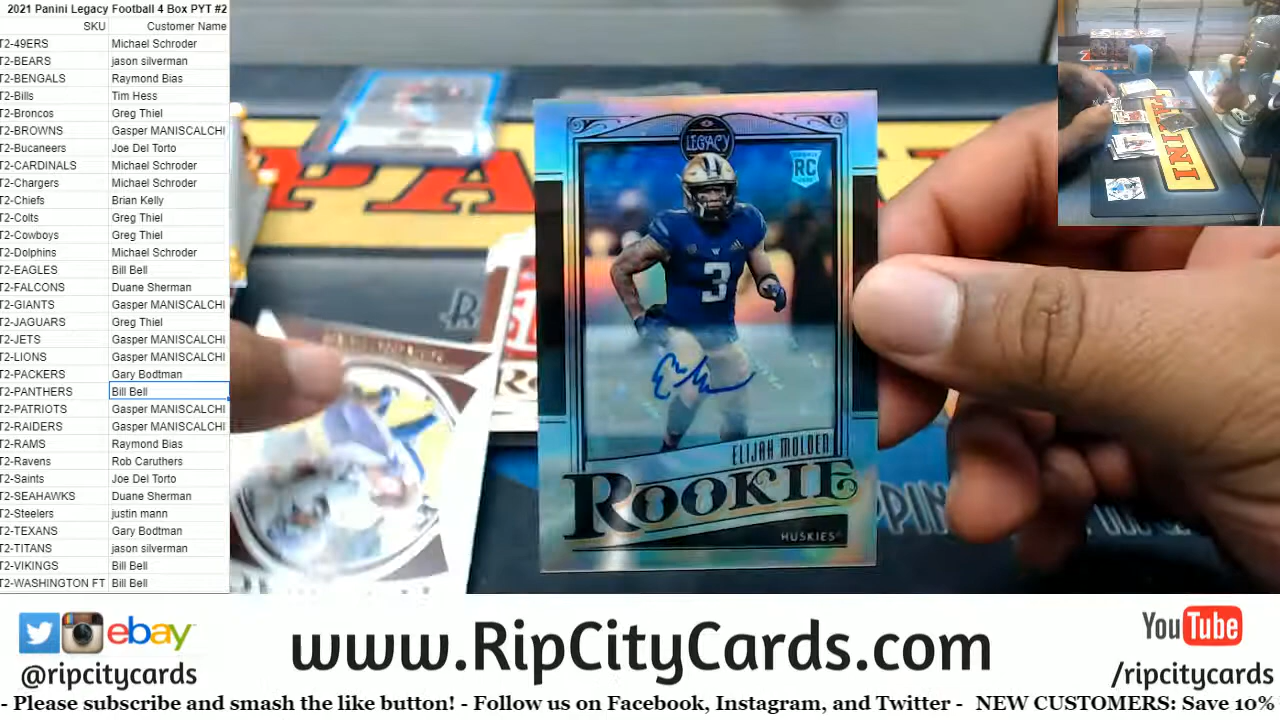 2021 Panini Legacy Football 4 Box PYT #2
SKU Customer Name
T2-49ERS Michael Schroder
T2-BEARS jason silverman
T2-BENGALS Raymond Bias
T2-Bills Tim Hess
T2-Broncos Greg Thiel
T2-BROWNS Gasper MANISCALCHI
T2-Bucaneers Joe Del Torto
T2-CARDINALS Michael Schroder
T2-Chargers Michael Schroder
T2-Chiefs Brian Kelly
T2-Colts Greg Thiel
T2-Cowboys Greg Thiel
T2-Dolphins Michael Schroder
T2-EAGLES Bill Bell
T2-FALCONS Duane Sherman
T2-GIANTS Gasper MANISCALCHI
T2-JAGUARS Greg Thiel
T2-JETS Gasper MANISCALCHI
T2-LIONS Gasper MANISCALCHI
T2-PACKERS Gary Bodtman
T2-PANTHERS Bill Bell
T2-PATRIOTS Gasper MANISCALCHI
T2-RAIDERS Gasper MANISCALCHI
T2-RAMS Raymond Bias
T2-Ravens Rob Caruthers
T2-Saints Joe Del Torto
T2-SEAHAWKS Duane Sherman
T2-Steelers justin mann
T2-TEXANS Gary Bodtman
T2-TITANS jason silverman
T2-VIKINGS Bill Bell
T2-WASHINGTON FT Bill Bell
LEGACY
RC
3
ELIJAH MOLDEN
ROOKIE
HUSKIES
PANINI
ebay
@ripcitycards
www.RipCityCards.com
YouTube
/ripcitycards
- Please subscribe and smash the like button! - Follow us on Facebook, Instagram, and Twitter - NEW CUSTOMERS: Save 10%